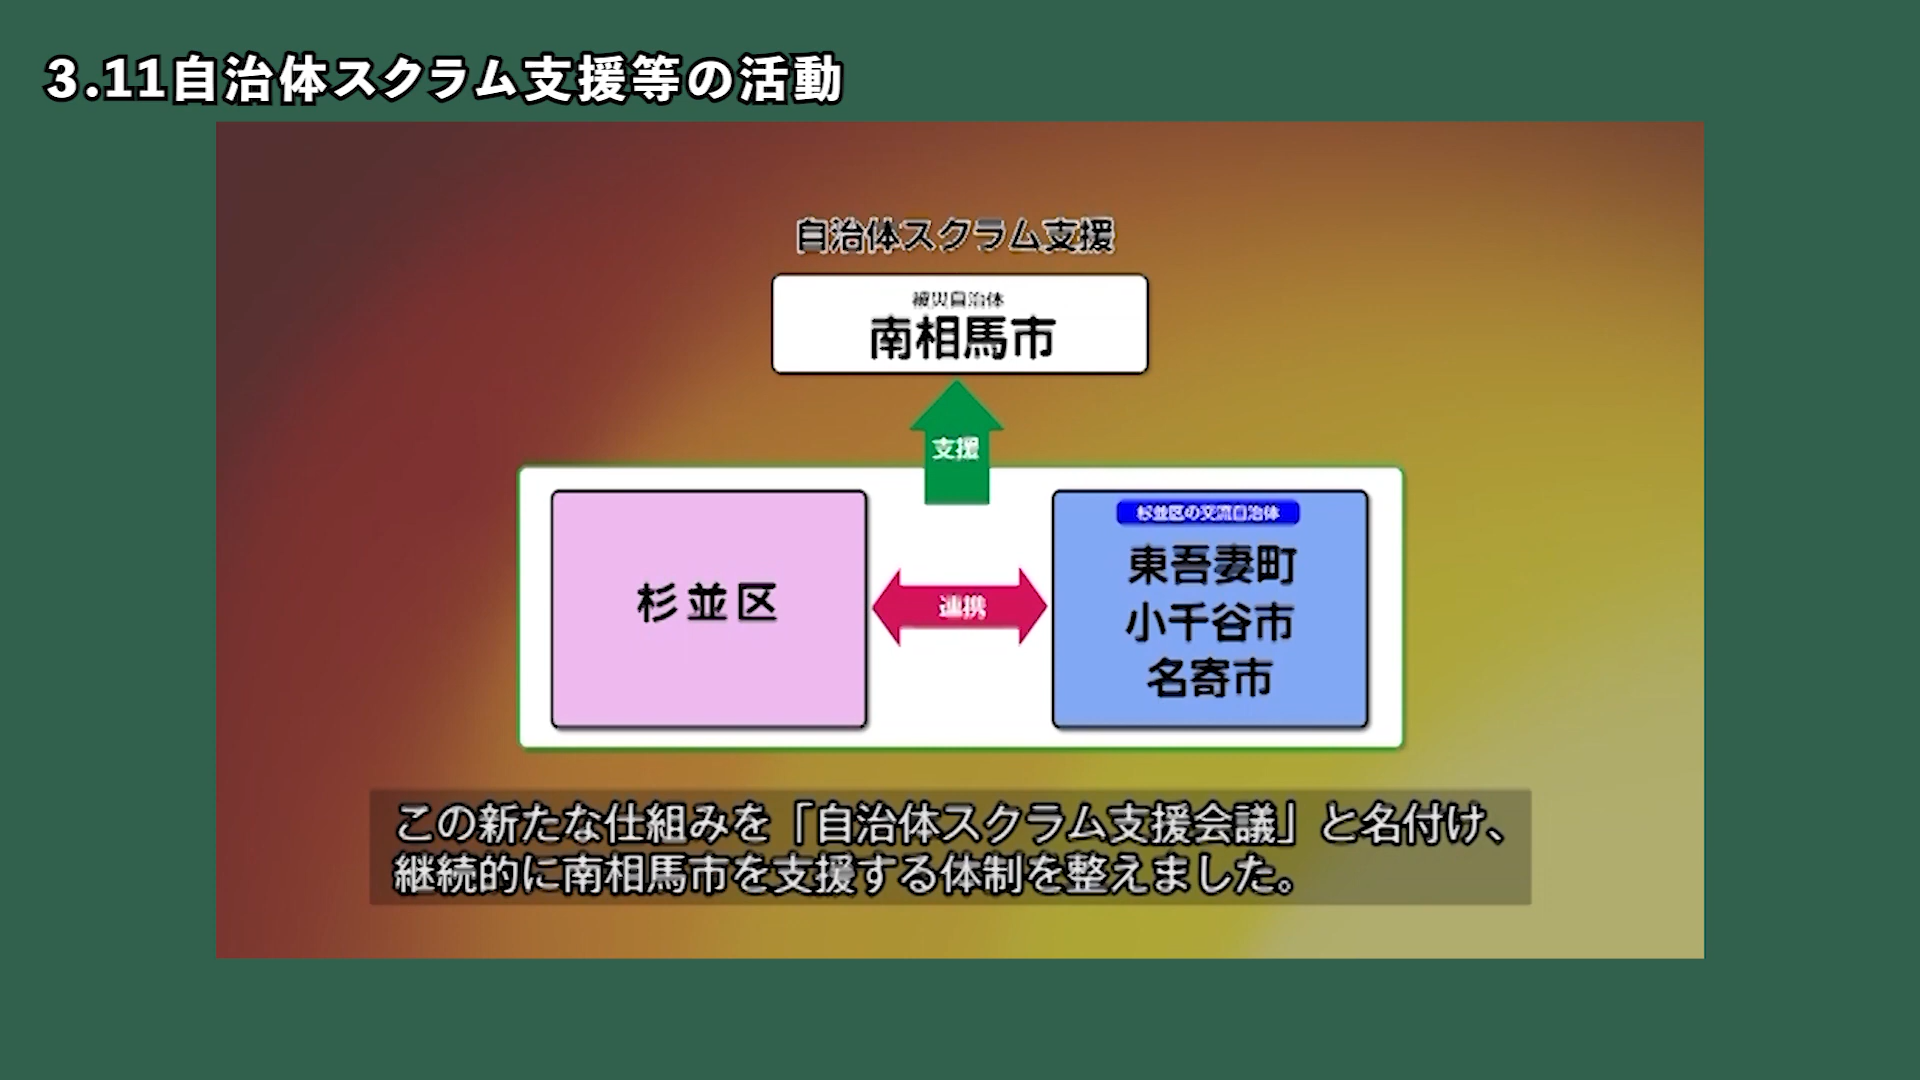 3.11自治体スクラム支援等の活動
自治体スクラム支援
被災自治体
南相馬市
支援
杉並区
連携
杉並区の交流自治体
東吾妻町
小千谷市
名寄市
この新たな仕組みを「自治体スクラム支援会議」と名付け、
継続的に南相馬市を支援する体制を整えました。